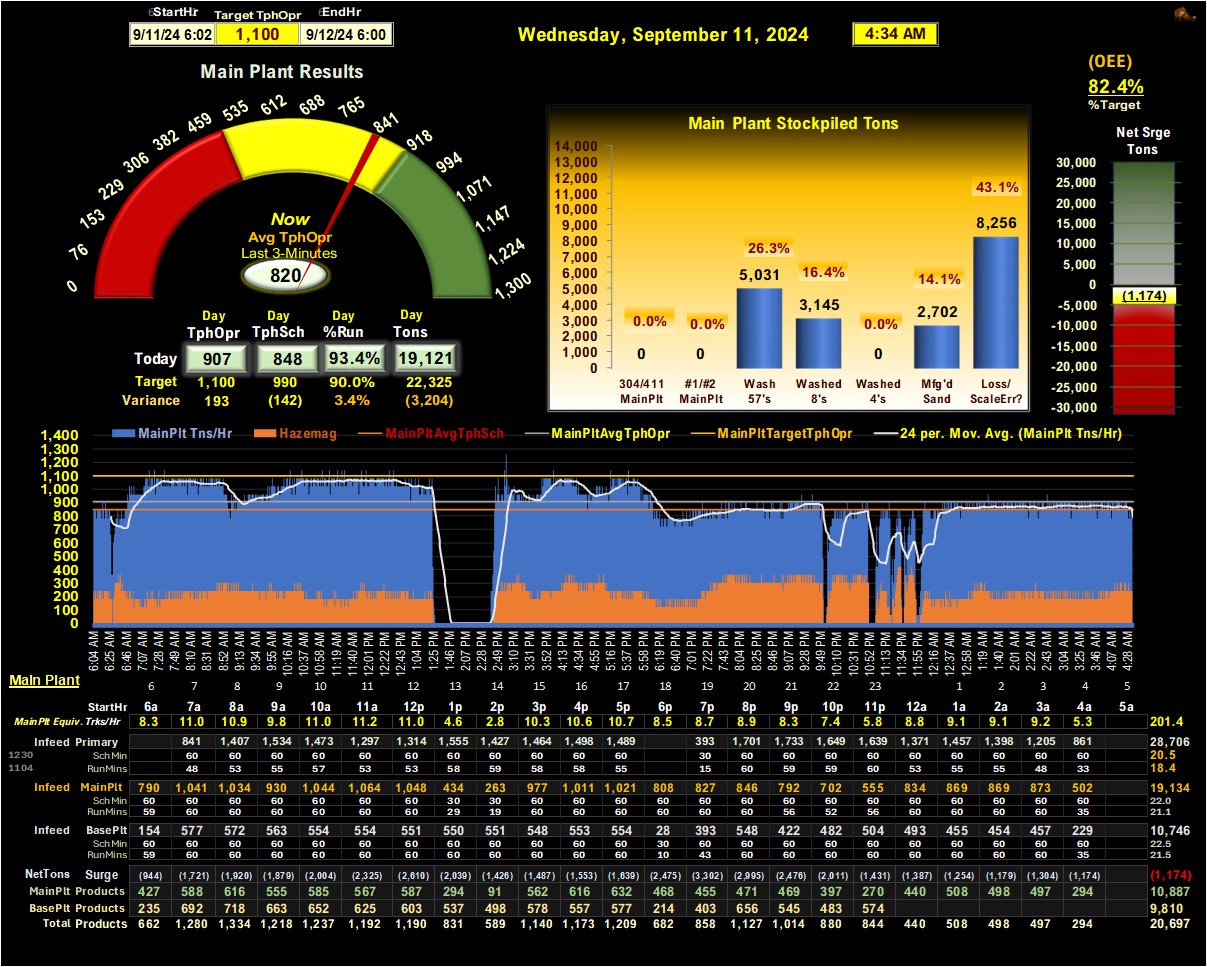 StartHr Target TphOpr EndHr
9/11/24 6:02 1,100 9/12/24 6:00
Wednesday, September 11, 2024
4:34 AM
(OEE)
82.4%
%Target
Main Plant Results
0 76 153 229 306 382 459 535 612 688 765 841 918 994 1,071 1,147 1,224 1,300
Now
Avg TphOpr
Last 3-Minutes
820
Day Day Day Day
TphOpr TphSch %Run Tons
Today 907 848 93.4% 19,121
Target 1,100 990 90.0% 22,325
Variance 193 (142) 3.4% (3,204)
Main Plant Stockpiled Tons
14,000
13,000
12,000
11,000
10,000
9,000
8,000
7,000
6,000
5,000
4,000
3,000
2,000
1,000
0
0.0% 0.0% 26.3% 16.4% 0.0% 14.1% 43.1%
0 0 5,031 3,145 0 2,702 8,256
304/411 #1/#2 Wash Washed Washed Mfg'd Loss/
MainPlt MainPlt 57's 8's 4's Sand ScaleErr?
Net Srge
Tons
30,000
25,000
20,000
15,000
10,000
5,000
0
(1,174)
-5,000
-10,000
-15,000
-20,000
-25,000
-30,000
MainPlt Tns/Hr Hazemag MainPltAvgTphSch MainPltAvgTphOpr MainPltTargetTphOpr 24 per. Mov. Avg. (MainPlt Tns/Hr)
1,400
1,300
1,200
1,100
1,000
900
800
700
600
500
400
300
200
100
0
6:04 AM 6:25 AM 6:46 AM 7:07 AM 7:28 AM 7:49 AM 8:10 AM 8:31 AM 8:52 AM 9:13 AM 9:34 AM 9:55 AM 10:16 AM 10:37 AM 10:58 AM 11:19 AM 11:40 AM 12:01 PM 12:22 PM 12:43 PM 1:04 PM 1:25 PM 1:46 PM 2:07 PM 2:28 PM 2:49 PM 3:10 PM 3:31 PM 3:52 PM 4:13 PM 4:34 PM 4:55 PM 5:16 PM 5:37 PM 5:58 PM 6:19 PM 6:40 PM 7:01 PM 7:22 PM 7:43 PM 8:04 PM 8:25 PM 8:46 PM 9:07 PM 9:28 PM 9:49 PM 10:10 PM 10:31 PM 10:52 PM 11:13 PM 11:34 PM 11:55 PM 12:16 AM 12:37 AM 12:58 AM 1:19 AM 1:40 AM 2:01 AM 2:22 AM 2:43 AM 3:04 AM 3:25 AM 3:46 AM 4:07 AM 4:28 AM
Main Plant
6 7 8 9 10 11 12 13 14 15 16 17 18 19 20 21 22 23 1 2 3 4 5
StartHr 6a 7a 8a 9a 10a 11a 12p 1p 2p 3p 4p 5p 6p 7p 8p 9p 10p 11p 12a 1a 2a 3a 4a 5a
MainPlt Equiv. Trks/Hr 8.3 11.0 10.9 9.8 11.0 11.2 11.0 4.6 2.8 10.3 10.6 10.7 8.5 8.7 8.9 8.3 7.4 5.8 8.8 9.1 9.1 9.2 5.3 201.4
Infeed Primary 841 1,407 1,534 1,473 1,297 1,314 1,555 1,427 1,464 1,498 1,489 393 1,701 1,733 1,649 1,639 1,371 1,457 1,398 1,205 861 28,706
1230 Sch Min 60 60 60 60 60 60 60 60 60 60 60 30 60 60 60 60 60 60 60 60 60 20.5
1104 RunMins 48 53 55 57 53 53 58 59 58 58 55 15 60 59 59 60 53 55 55 48 33 18.4
Infeed MainPlt 790 1,041 1,034 930 1,044 1,064 1,048 434 263 977 1,011 1,021 808 827 846 792 702 555 834 869 869 873 502 19,134
Sch Min 60 60 60 60 60 60 60 30 30 60 60 60 60 60 60 60 60 60 60 60 60 60 35 22.0
RunMins 59 60 60 60 60 60 60 29 19 60 60 60 60 60 60 56 52 56 60 60 60 60 35 21.1
Infeed BasePlt 154 577 572 563 554 554 551 550 551 548 553 554 28 393 548 422 482 504 493 455 454 457 229 10,746
Sch Min 60 60 60 60 60 60 60 60 60 60 60 60 30 60 60 60 60 60 60 60 60 60 35 22.5
RunMins 59 60 60 60 60 60 60 60 60 60 60 60 10 43 60 60 60 60 60 60 60 60 35 21.5
NetTons Surge (944) (1,721) (1,920) (1,879) (2,004) (2,325) (2,610) (2,039) (1,426) (1,487) (1,553) (1,639) (2,475) (3,302) (2,995) (2,476) (2,011) (1,431) (1,387) (1,254) (1,179) (1,304) (1,174) (1,174)
MainPlt Products 427 588 616 555 585 567 587 294 91 562 616 632 468 455 471 469 397 270 440 508 498 497 294 10,887
BasePlt Products 235 692 718 663 652 625 603 537 498 578 557 577 214 403 656 545 483 574 9,810
Total Products 662 1,280 1,334 1,218 1,237 1,192 1,190 831 589 1,140 1,173 1,209 682 858 1,127 1,014 880 844 440 508 498 497 294 20,697